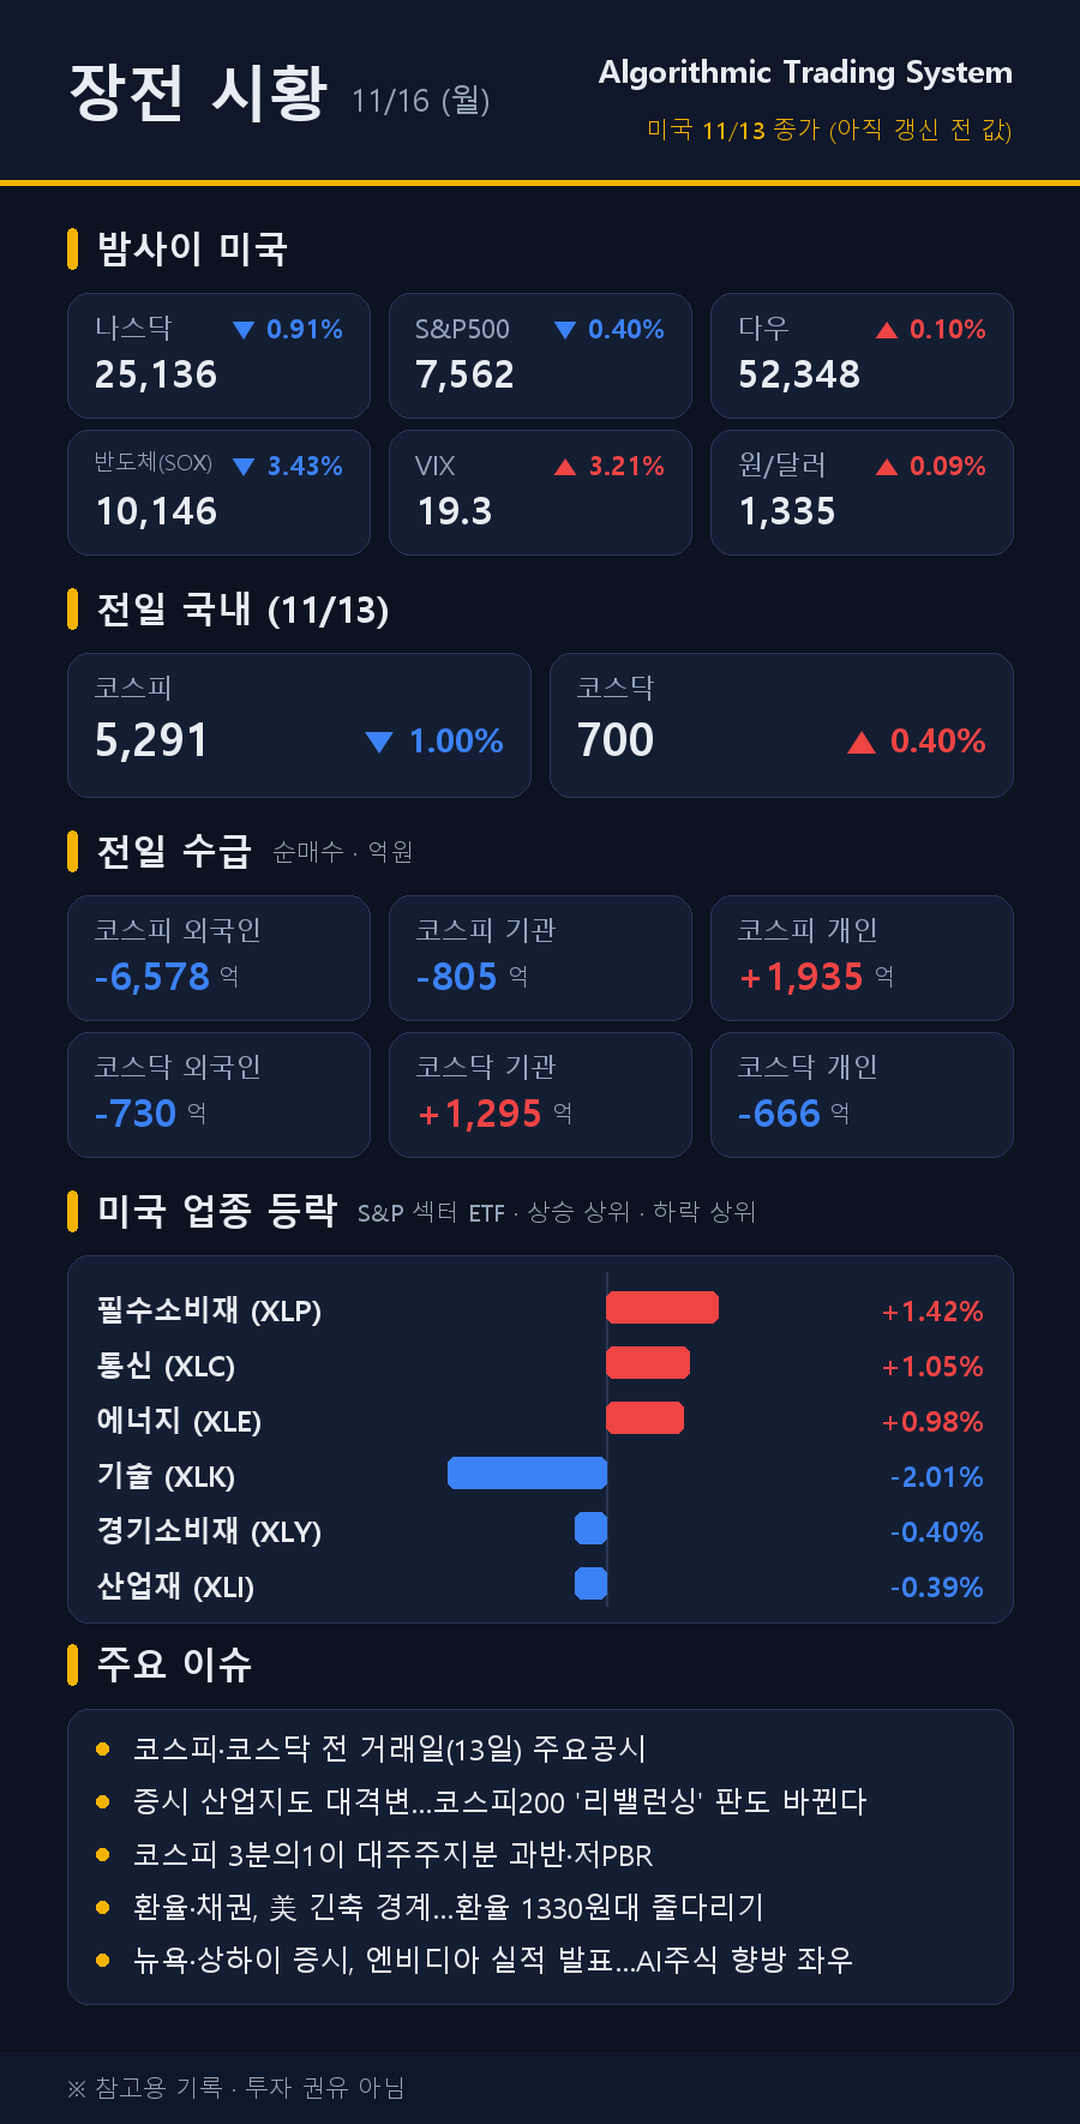 장전 시황 11/16 (월)
Algorithmic Trading System
미국 11/13 종가 (아직 갱신 전 값)
밤사이 미국
나스닥 ▼ 0.91%
25,136
S&P500 ▼ 0.40%
7,562
다우 ▲ 0.10%
52,348
반도체(SOX) ▼ 3.43%
10,146
VIX ▲ 3.21%
19.3
원/달러 ▲ 0.09%
1,335
전일 국내 (11/13)
코스피
5,291 ▼ 1.00%
코스닥
700 ▲ 0.40%
전일 수급 순매수 · 억원
코스피 외국인
-6,578 억
코스피 기관
-805 억
코스피 개인
+1,935 억
코스닥 외국인
-730 억
코스닥 기관
+1,295 억
코스닥 개인
-666 억
미국 업종 등락 S&P 섹터 ETF · 상승 상위 · 하락 상위
필수소비재 (XLP) +1.42%
통신 (XLC) +1.05%
에너지 (XLE) +0.98%
기술 (XLK) -2.01%
경기소비재 (XLY) -0.40%
산업재 (XLI) -0.39%
주요 이슈
코스피·코스닥 전 거래일(13일) 주요공시
증시 산업지도 대격변…코스피200 '리밸런싱' 판도 바뀐다
코스피 3분의1이 대주주지분 과반·저PBR
환율·채권, 美 긴축 경계…환율 1330원대 줄다리기
뉴욕·상하이 증시, 엔비디아 실적 발표…AI주식 향방 좌우
※ 참고용 기록 · 투자 권유 아님